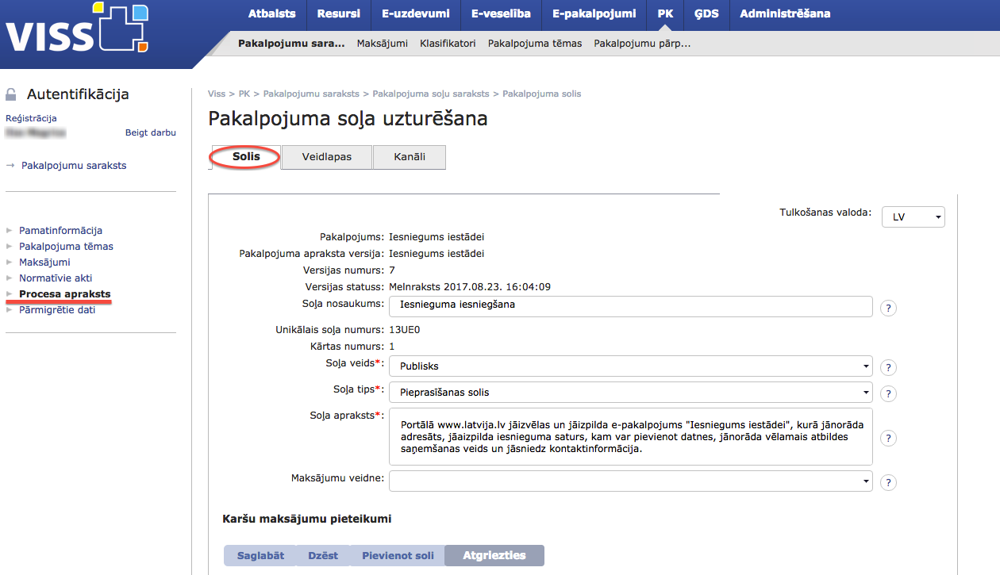 VISS
Atbalsts Resursi E-uzdevumi E-veselība E-pakalpojumi PK ĢDS Administrēšana
Pakalpojumu sara... Maksājumi Klasifikatori Pakalpojuma tēmas Pakalpojumu pārp...
Autentifikācija
Reģistrācija
Beigt darbu
→ Pakalpojumu saraksts
Pamatinformācija
Pakalpojuma tēmas
Maksājumi
Normatīvie akti
Procesa apraksts
Pārmigrētie dati
Viss > PK > Pakalpojumu saraksts > Pakalpojuma soļu saraksts > Pakalpojuma solis
Pakalpojuma soļa uzturēšana
Solis Veidlapas Kanāli
Tulkošanas valoda: LV
Pakalpojums: Iesniegums iestādei
Pakalpojuma apraksta versija: Iesniegums iestādei
Versijas numurs: 7
Versijas statuss: Melnraksts 2017.08.23. 16:04:09
Soļa nosaukums: Iesnieguma iesniegšana ?
Unikālais soļa numurs: 13UE0
Kārtas numurs: 1
Soļa veids*: Publisks ?
Soļa tips*: Pieprasīšanas solis ?
Soļa apraksts*: Portālā www.latvija.lv jāizvēlas un jāizpilda e-pakalpojums "Iesniegums iestādei", kurā jānorāda
adresāts, jāaizpilda iesnieguma saturs, kam var pievienot datnes, jānorāda vēlamais atbildes ?
saņemšanas veids un jāsniedz kontaktinformācija.
Maksājumu veidne: ?
Karšu maksājumu pieteikumi
Saglabāt Dzēst Pievienot soli Atgriezties